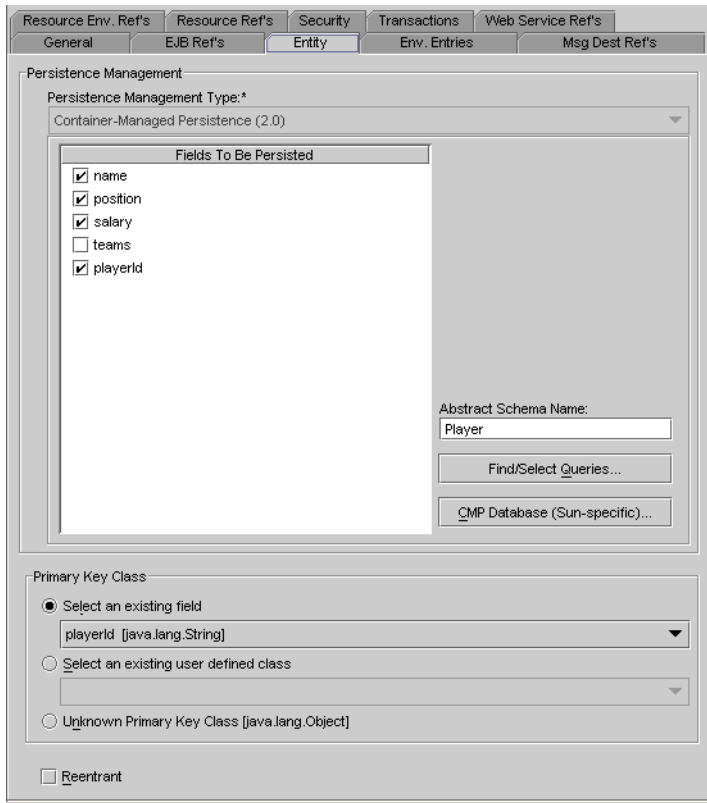 Resource Env. Ref's Resource Ref's Security Transactions Web Service Ref's
General EJB Ref's Entity Env. Entries Msg Dest Ref's
Persistence Management
Persistence Management Type:*
Container-Managed Persistence (2.0)
Fields To Be Persisted
name
position
salary
teams
playerId
Abstract Schema Name:
Player
Find/Select Queries...
CMP Database (Sun-specific)...
Primary Key Class
Select an existing field
playerId [java.lang.String]
Select an existing user defined class
Unknown Primary Key Class [java.lang.Object]
Reentrant